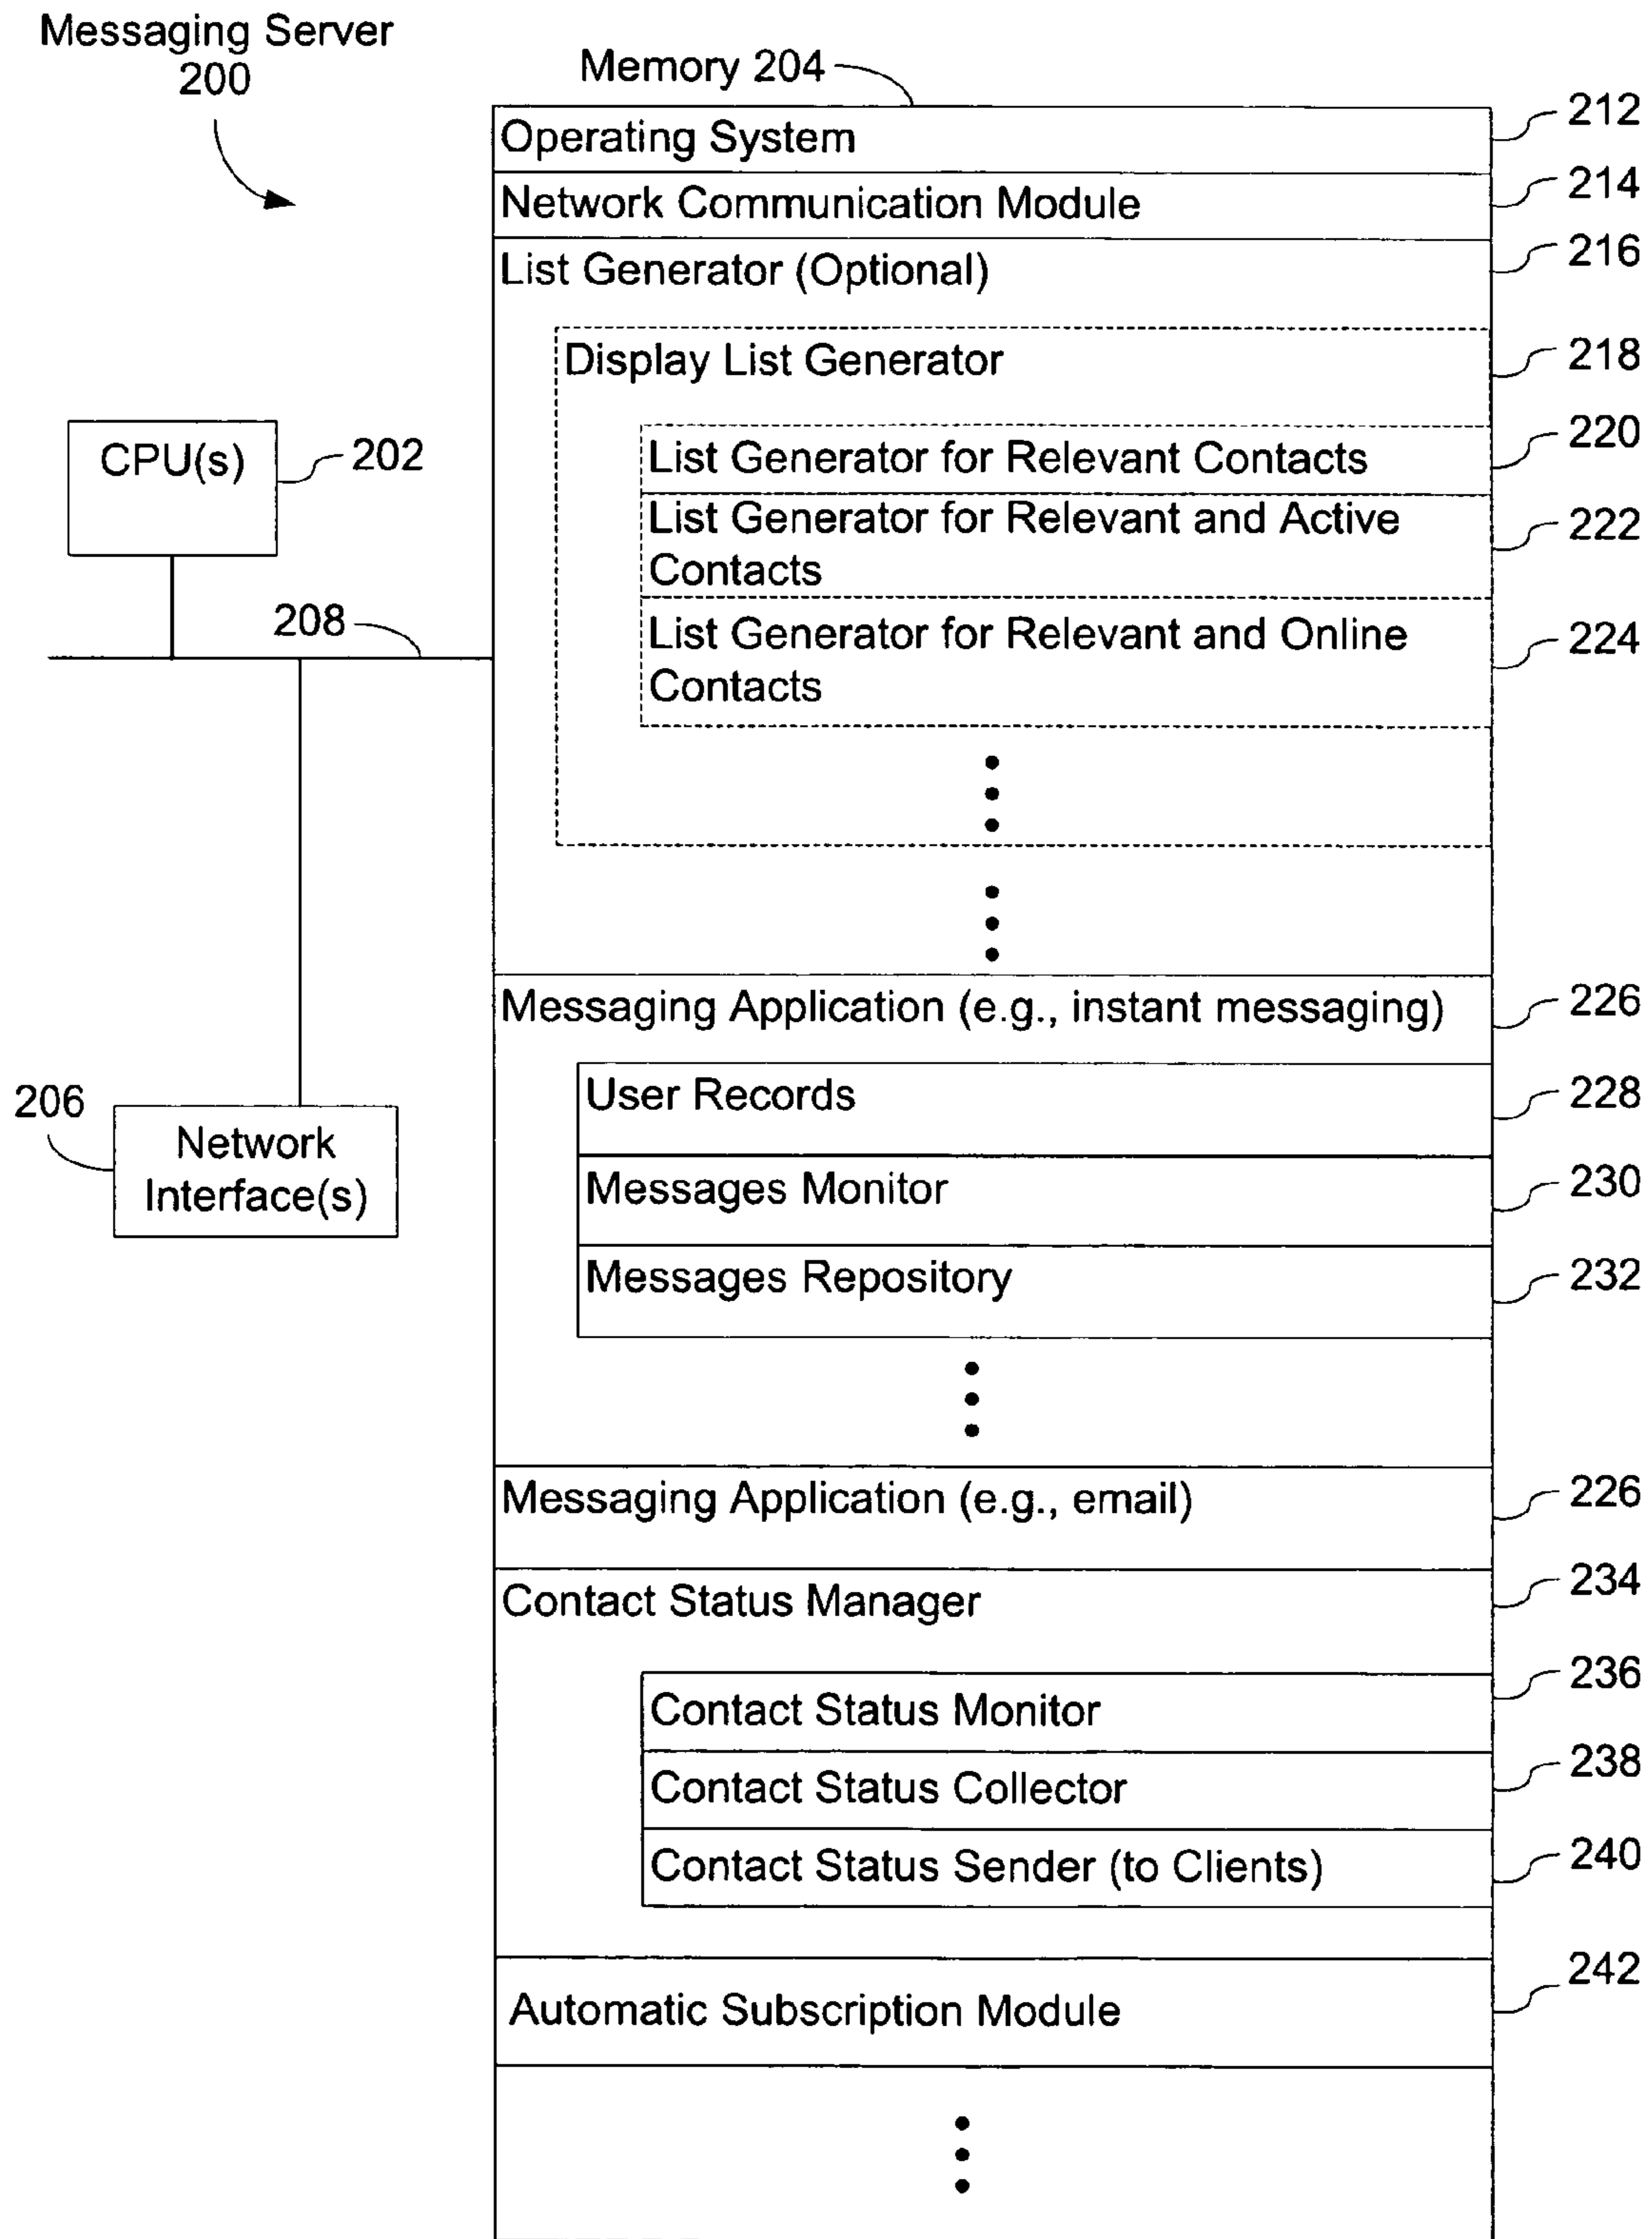 Messaging Server
200
Memory 204
Operating System
212
Network Communication Module
214
List Generator (Optional)
216
Display List Generator
218
List Generator for Relevant Contacts
220
List Generator for Relevant and Active
Contacts
222
List Generator for Relevant and Online
Contacts
224
CPU(s)
202
208
206
Network
Interface(s)
Messaging Application (e.g., instant messaging)
226
User Records
228
Messages Monitor
230
Messages Repository
232
Messaging Application (e.g., email)
226
Contact Status Manager
234
Contact Status Monitor
236
Contact Status Collector
238
Contact Status Sender (to Clients)
240
Automatic Subscription Module
242